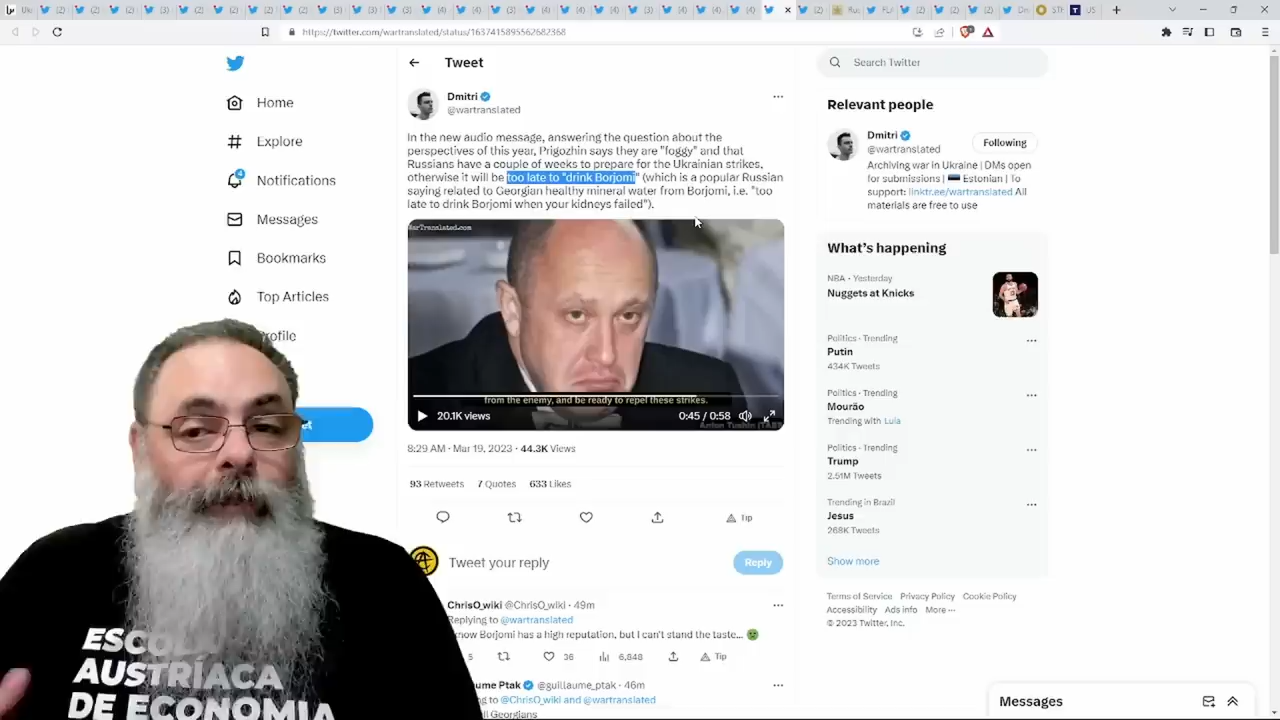 https://twitter.com/wartranslated/status/1637415895562682368
Home
Explore
4
Notifications
Messages
Bookmarks
Top Articles
Tweet
Dmitri
@wartranslated
In the new audio message, answering the question about the
perspectives of this year, Prigozhin says they are "foggy" and that
Russians have a couple of weeks to prepare for the Ukrainian strikes,
otherwise it will be too late to "drink Borjomi" (which is a popular Russian
saying related to Georgian healthy mineral water from Borjomi, i.e. "too
late to drink Borjomi when your kidneys failed").
WarTranslated.com
from the enemy, and be ready to repel these strikes.
20.1K views
0:45 / 0:58
8:29 AM · Mar 19, 2023 · 44.3K Views
93 Retweets 7 Quotes 633 Likes
Tip
Tweet your reply
Reply
ChrisO_wiki @ChrisO_wiki · 49m
Replying to @wartranslated
know Borjomi has a high reputation, but I can't stand the taste...
5
36
6,848
Tip
@guillaume_ptak · 46m
to @ChrisO_wiki and @wartranslated
Georgians
Search Twitter
Relevant people
Dmitri
@wartranslated
Following
Archiving war in Ukraine | DMs open
for submissions | Estonian | To
support: linktr.ee/wartranslated All
materials are free to use
What's happening
NBA · Yesterday
Nuggets at Knicks
Politics · Trending
Putin
434K Tweets
Politics · Trending
Mourão
Trending with Lula
Politics · Trending
Trump
2.51M Tweets
Trending in Brazil
Jesus
268K Tweets
Show more
Terms of Service Privacy Policy Cookie Policy
Accessibility Ads info More ···
© 2023 Twitter, Inc.
Messages
AUSTRÍACA
DE ECONOMIA